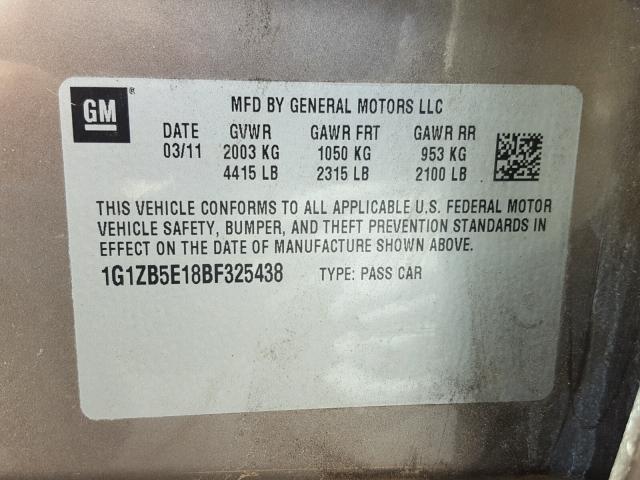 GM ®
MFD BY GENERAL MOTORS LLC
DATE GVWR GAWR FRT GAWR RR
03/11 2003 KG 1050 KG 953 KG
4415 LB 2315 LB 2100 LB
THIS VEHICLE CONFORMS TO ALL APPLICABLE U.S. FEDERAL MOTOR
VEHICLE SAFETY, BUMPER, AND THEFT PREVENTION STANDARDS IN
EFFECT ON THE DATE OF MANUFACTURE SHOWN ABOVE.
1G1ZB5E18BF325438 TYPE: PASS CAR